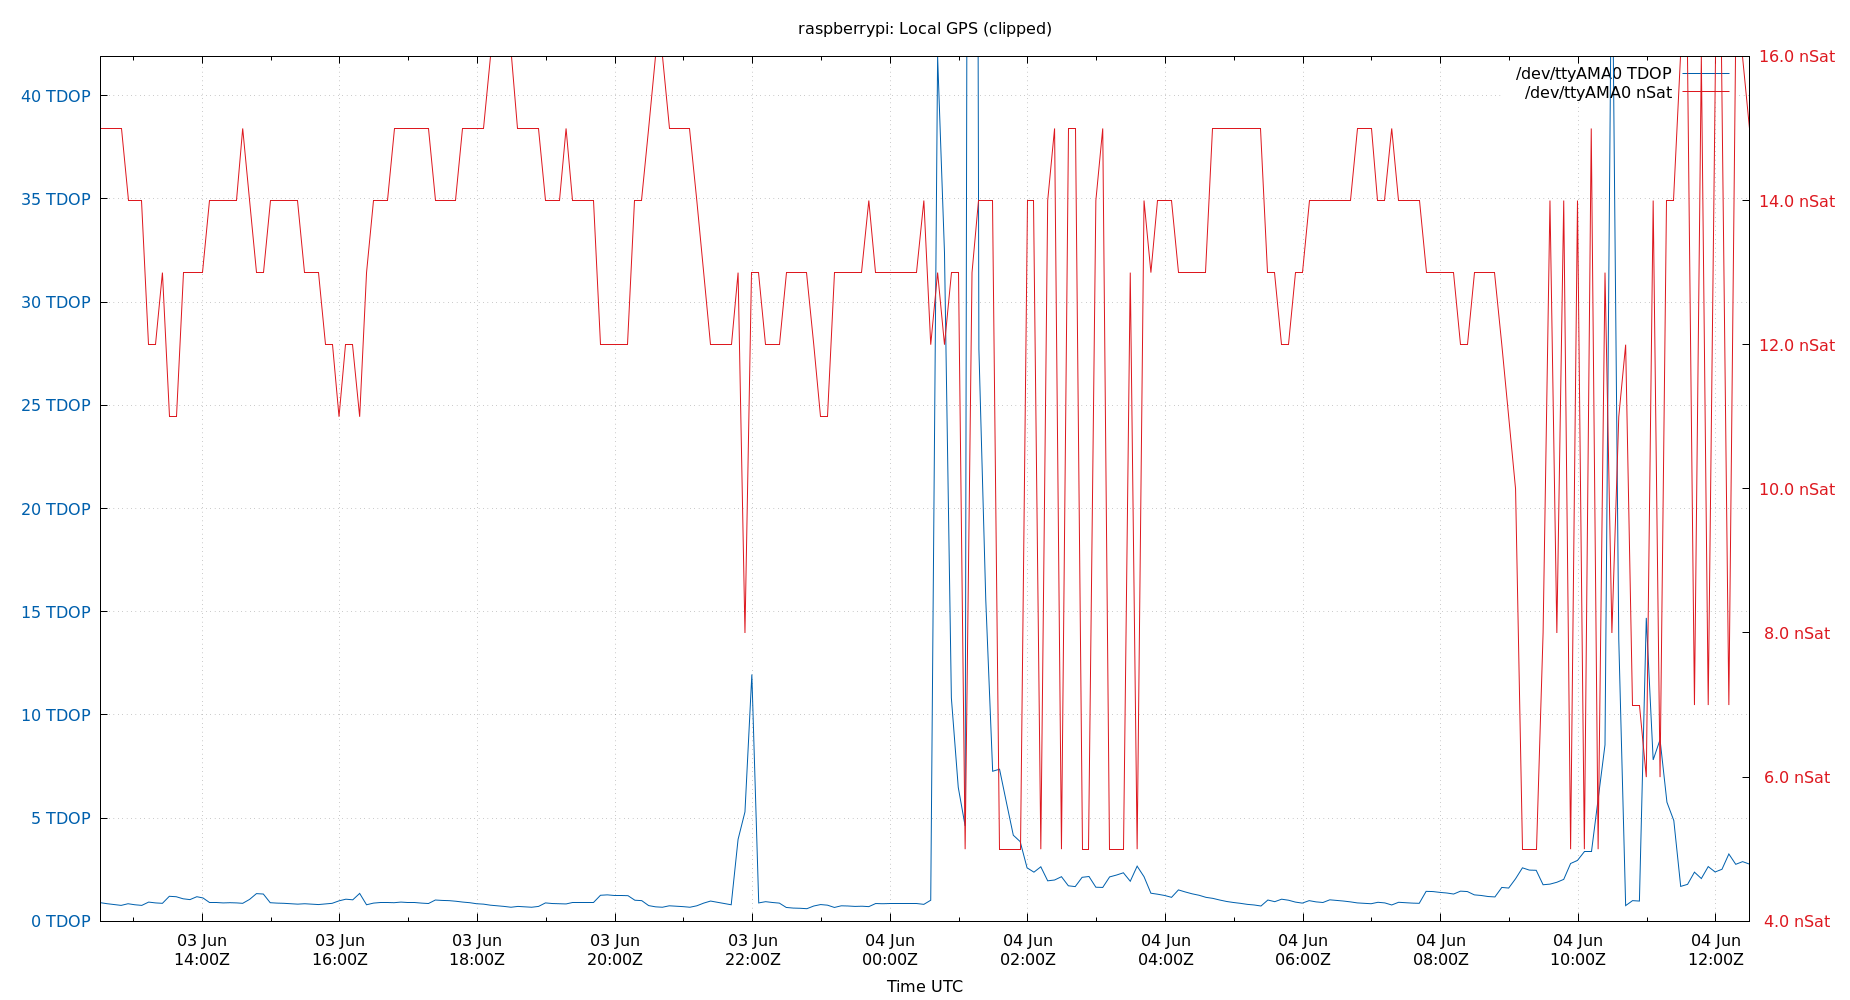 raspberrypi: Local GPS (clipped)
16.0 nSat
/dev/ttyAMA0 TDOP
/dev/ttyAMA0 nSat
40 TDOP
35 TDOP
14.0 nSat
30 TDOP
12.0 nSat
25 TDOP
10.0 nSat
20 TDOP
15 TDOP
8.0 nSat
10 TDOP
6.0 nSat
5 TDOP
0 TDOP
4.0 nSat
03 Jun
14:00Z
03 Jun
16:00Z
03 Jun
18:00Z
03 Jun
20:00Z
03 Jun
22:00Z
04 Jun
00:00Z
04 Jun
02:00Z
04 Jun
04:00Z
04 Jun
06:00Z
04 Jun
08:00Z
04 Jun
10:00Z
04 Jun
12:00Z
Time UTC